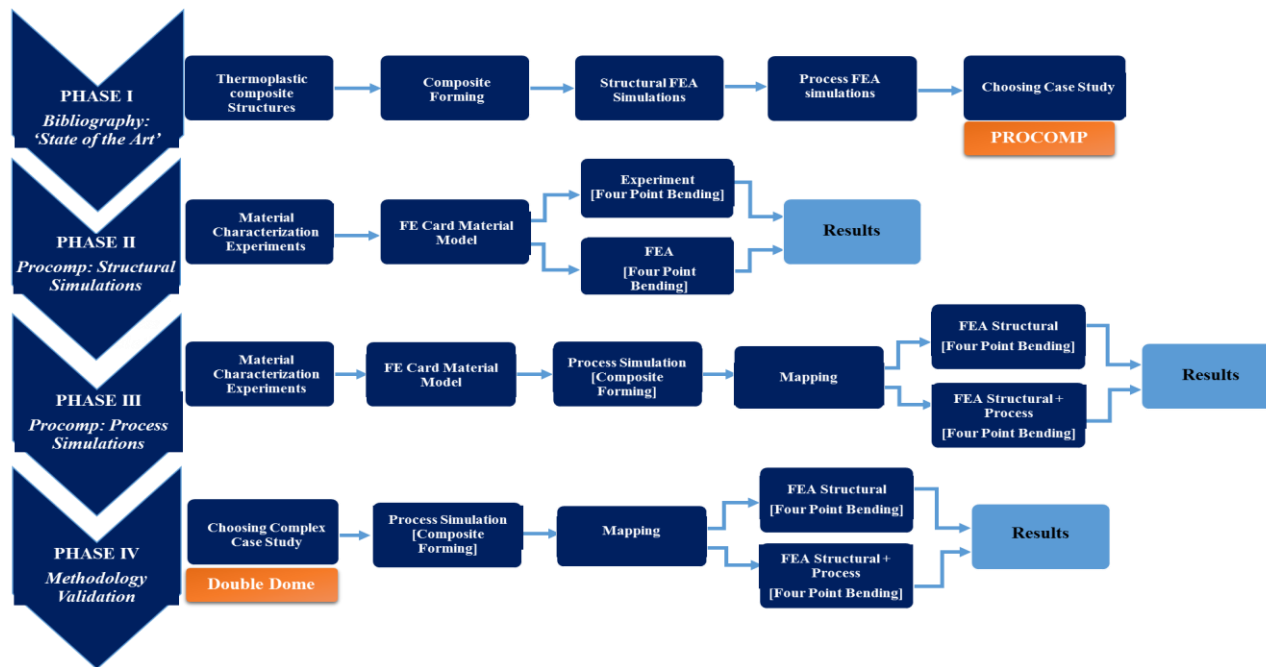 PHASE I
Bibliography:
‘State of the Art’
Thermoplastic
composite
Structures
Composite
Forming
Structural FEA
Simulations
Process FEA
simulations
Choosing Case Study
PROCOMP
PHASE II
Procomp: Structural
Simulations
Material
Characterization
Experiments
FE Card Material
Model
Experiment
[Four Point Bending]
FEA
[Four Point
Bending]
Results
PHASE III
Procomp: Process
Simulations
Material
Characterization
Experiments
FE Card Material
Model
Process Simulation
[Composite
Forming]
Mapping
FEA Structural
[Four Point Bending]
FEA Structural +
Process
[Four Point Bending]
Results
PHASE IV
Methodology
Validation
Choosing Complex
Case Study
Double Dome
Process Simulation
[Composite
Forming]
Mapping
FEA Structural
[Four Point Bending]
FEA Structural +
Process
[Four Point Bending]
Results